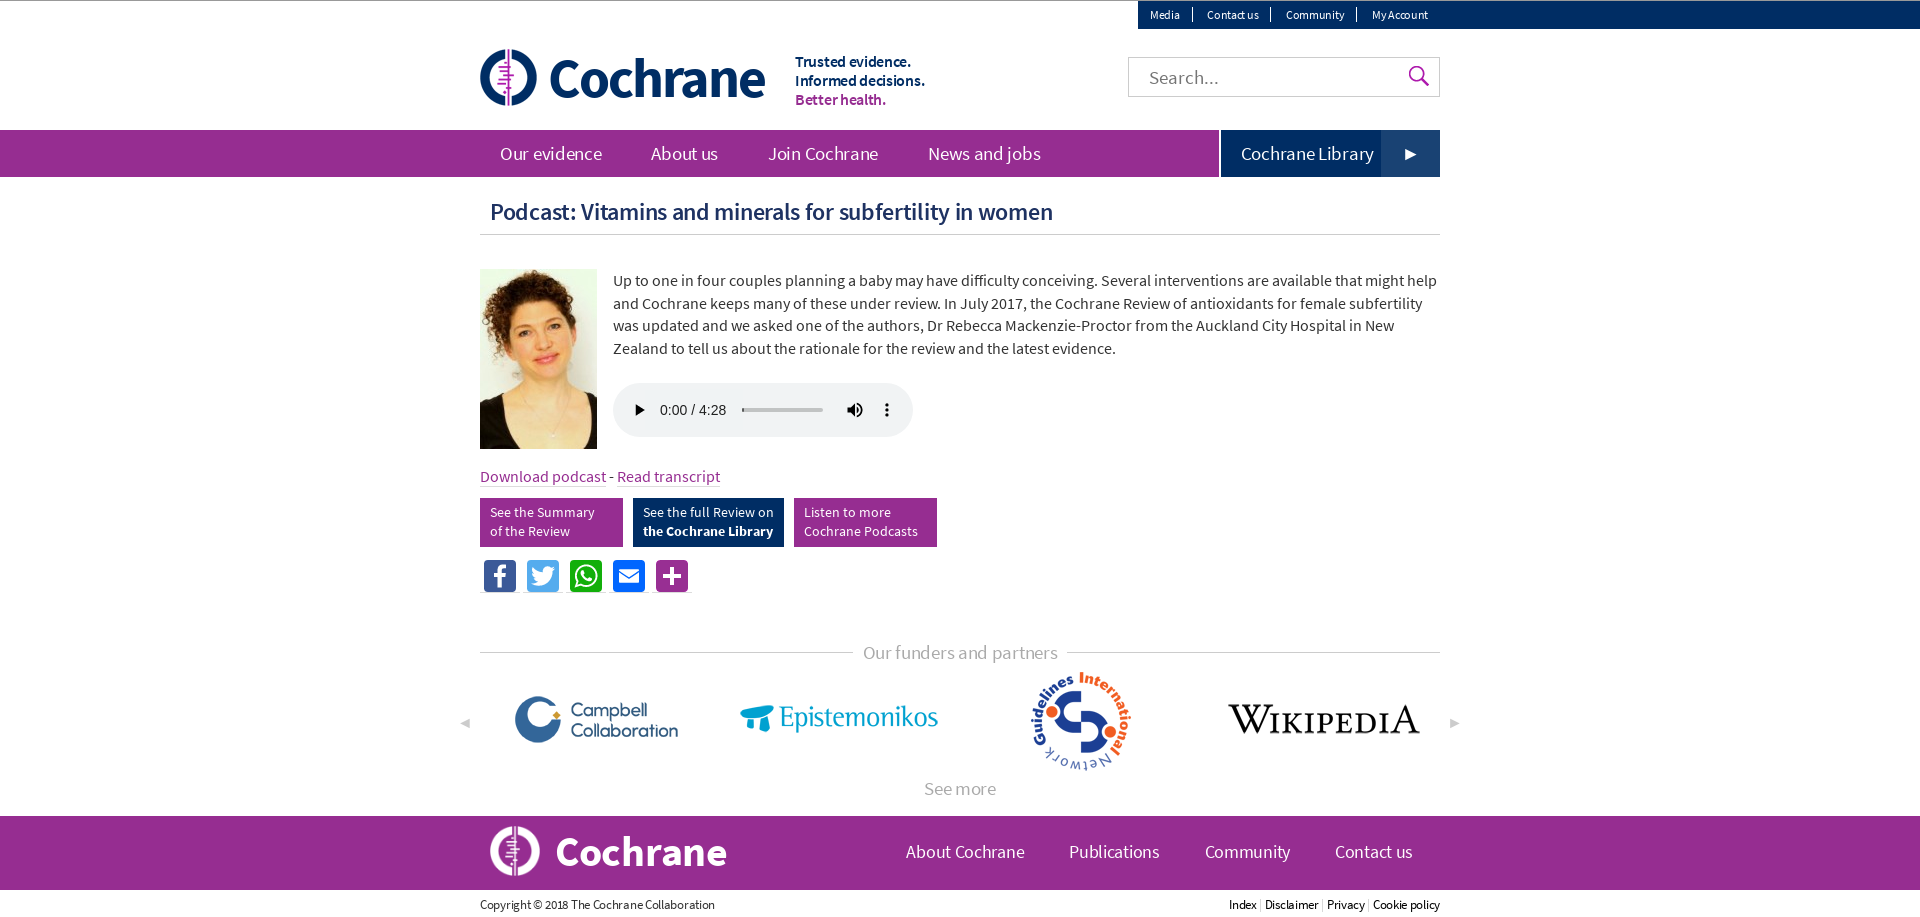 Media
Contact us
Community
My Account
Cochrane
Trusted evidence.
Informed decisions.
Better health.
Search...
Our evidence
About us
Join Cochrane
News and jobs
Cochrane Library ►
Podcast: Vitamins and minerals for subfertility in women
Up to one in four couples planning a baby may have difficulty conceiving. Several interventions are available that might help
and Cochrane keeps many of these under review. In July 2017, the Cochrane Review of antioxidants for female subfertility
was updated and we asked one of the authors, Dr Rebecca Mackenzie-Proctor from the Auckland City Hospital in New
Zealand to tell us about the rationale for the review and the latest evidence.
0:00 / 4:28
Download podcast - Read transcript
See the Summary
of the Review
See the full Review on
the Cochrane Library
Listen to more
Cochrane Podcasts
Our funders and partners
Campbell
Collaboration
Epistemonikos
Guidelines International Network
WIKIPEDIA
See more
Cochrane
About Cochrane
Publications
Community
Contact us
Copyright © 2018 The Cochrane Collaboration
Index | Disclaimer | Privacy | Cookie policy